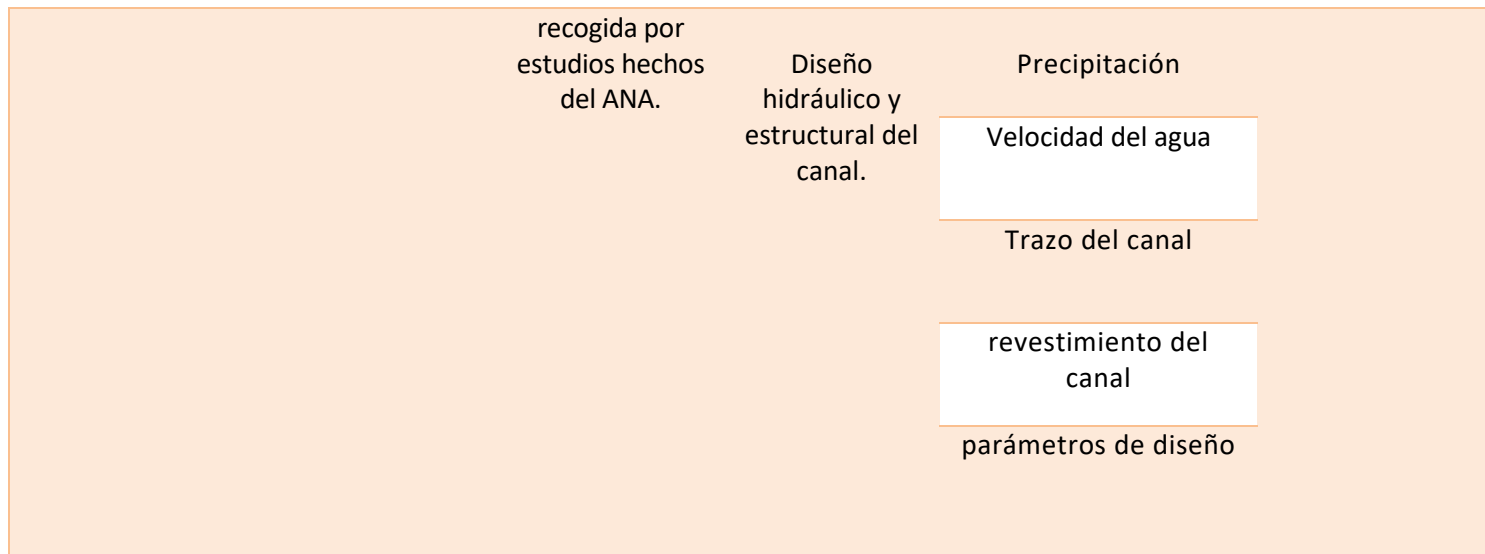 recogida por
estudios hechos
del ANA.
Diseño
hidráulico y
estructural del
canal.
Precipitación
Velocidad del agua
Trazo del canal
revestimiento del
canal
parámetros de diseño